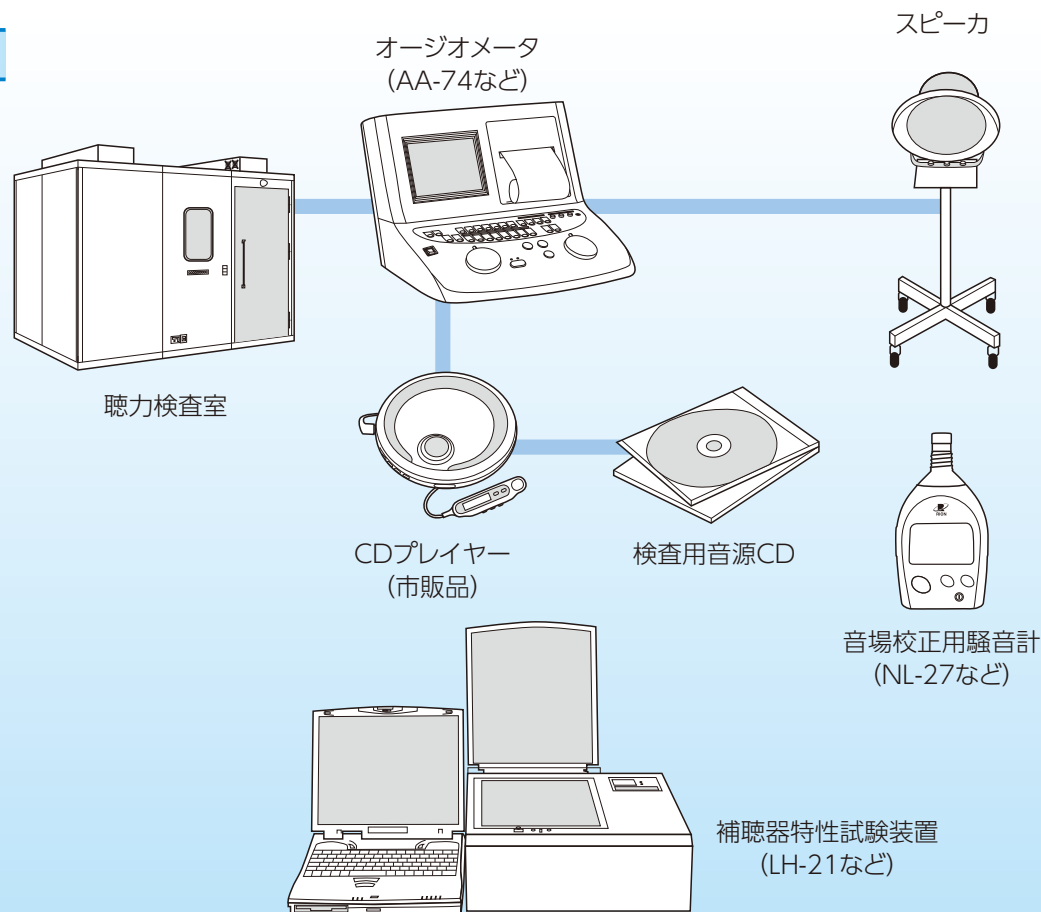 スピーカ
オージオメータ
(AA-74など)
聴力検査室
CDプレイヤー
(市販品)
検査用音源CD
RION
音場校正用騒音計
(NL-27など)
補聴器特性試験装置
(LH-21など)